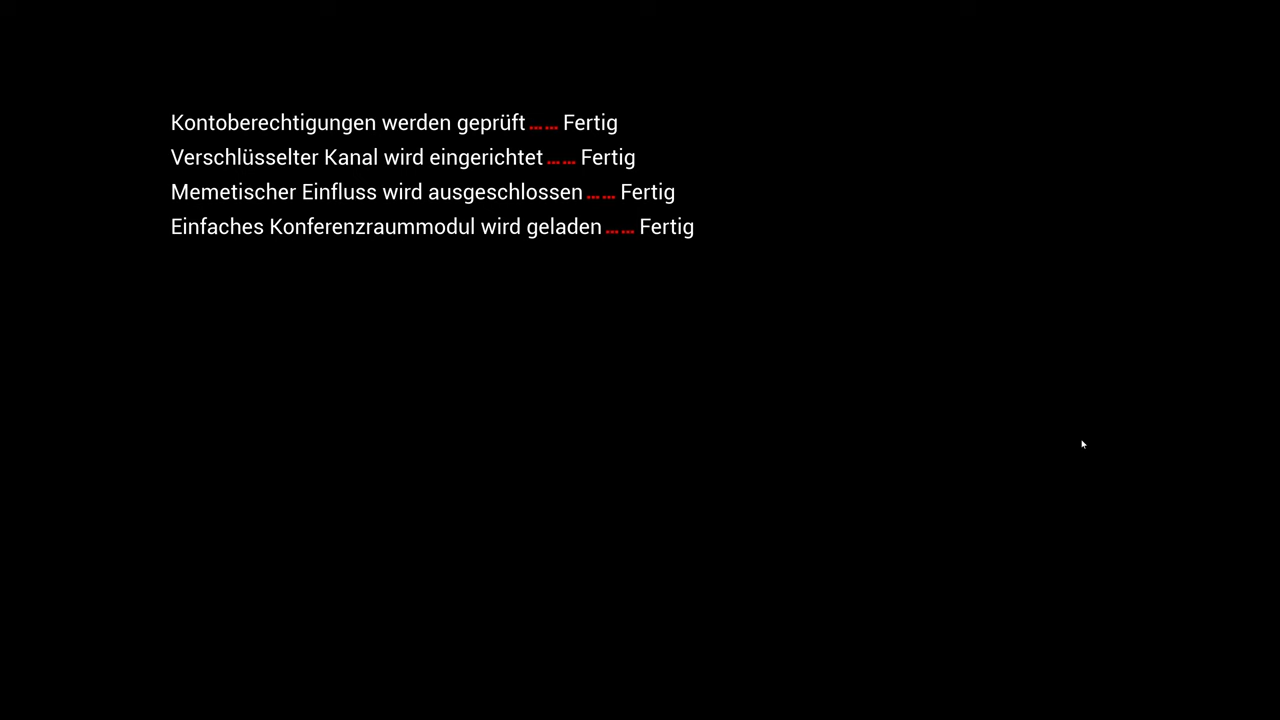 Kontoberechtigungen werden geprüft …… Fertig
Verschlüsselter Kanal wird eingerichtet …… Fertig
Memetischer Einfluss wird ausgeschlossen …… Fertig
Einfaches Konferenzraummodul wird geladen …… Fertig